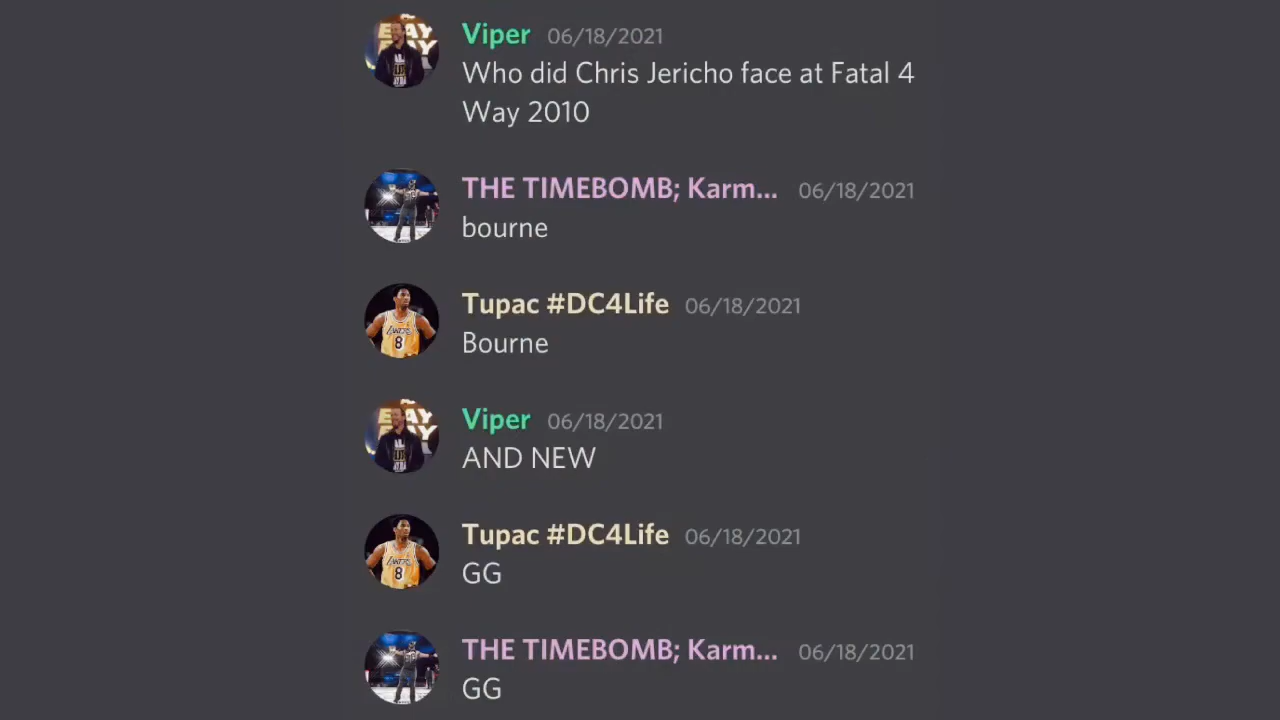 Viper 06/18/2021
Who did Chris Jericho face at Fatal 4
Way 2010
THE TIMEBOMB; Karm... 06/18/2021
bourne
Tupac #DC4Life 06/18/2021
Bourne
Viper 06/18/2021
AND NEW
Tupac #DC4Life 06/18/2021
GG
THE TIMEBOMB; Karm... 06/18/2021
GG